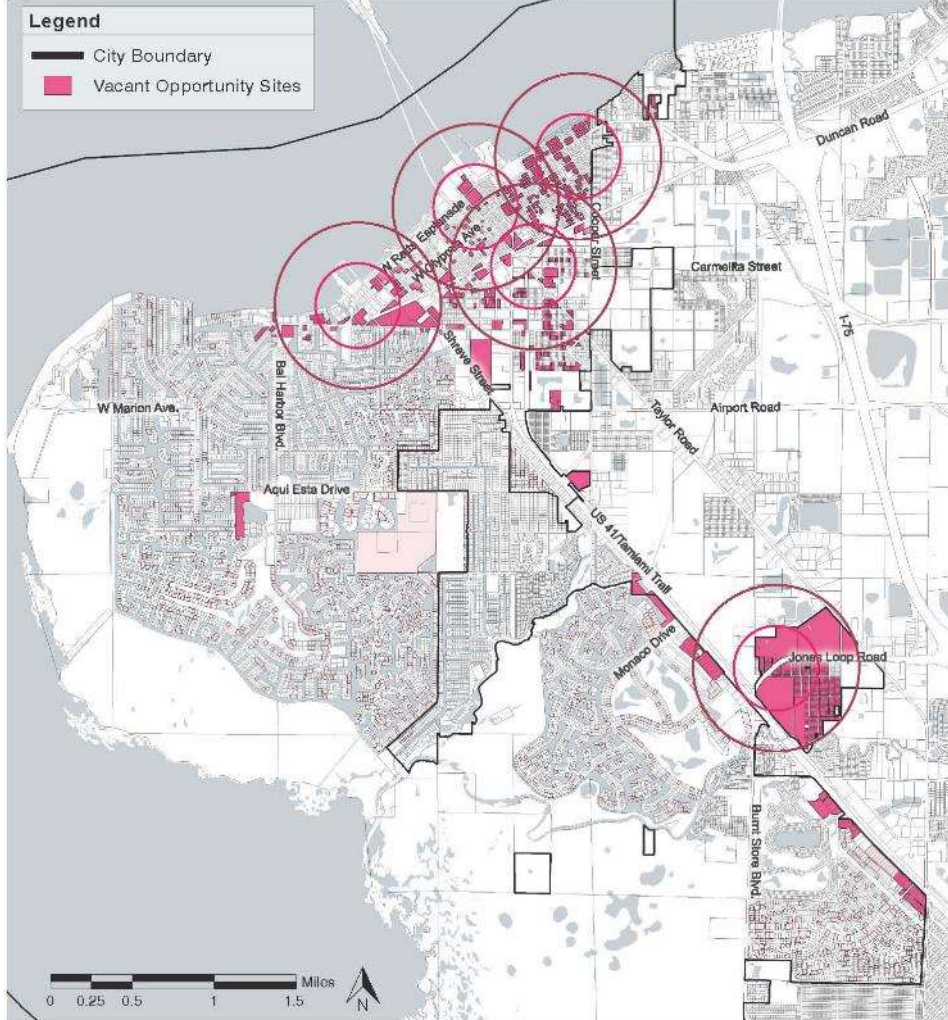 Legend
City Boundary
Vacant Opportunity Sites
Duncan Road
W Retta Esplanade
W Olympia Ave.
Cooper Street
Carmelita Street
I-75
Shreve Street
Bal Harbor Blvd.
W Marion Ave.
Airport Road
Taylor Road
Aqui Esta Drive
US 41/Tamiami Trail
Monaco Drive
Jones Loop Road
Burnt Store Blvd.
Miles
0 0.25 0.5 1 1.5
N